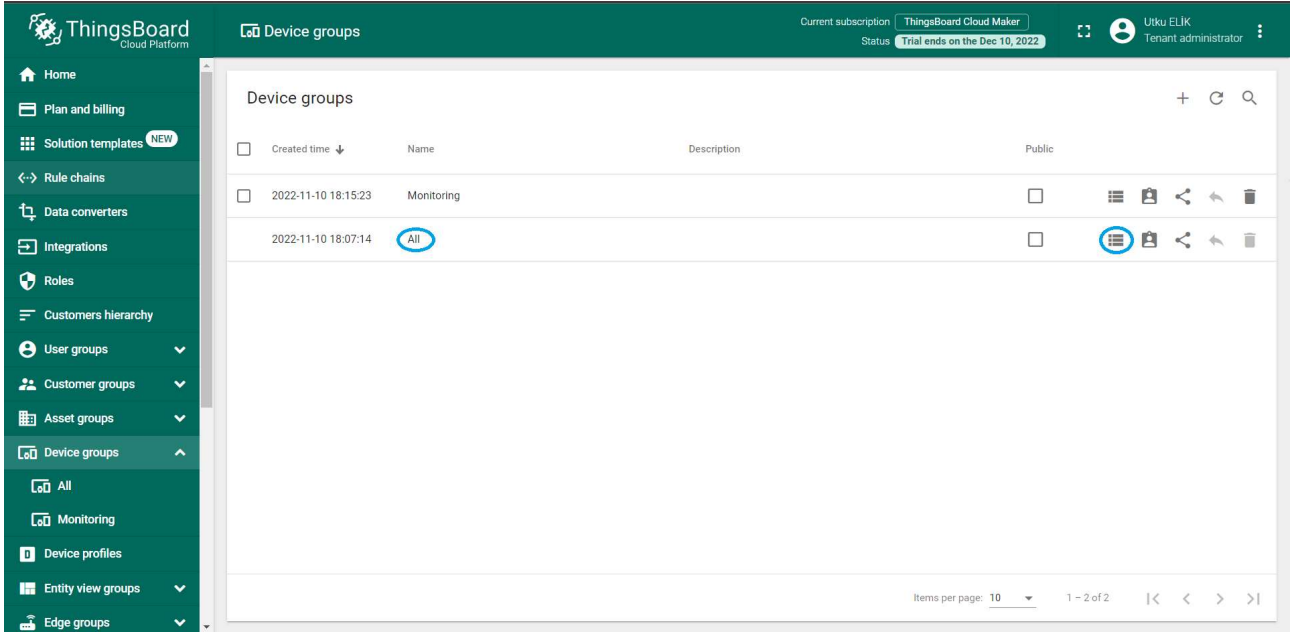 ThingsBoard
Cloud Platform
Device groups
Current subscription ThingsBoard Cloud Maker
Status Trial ends on the Dec 10, 2022
Utku ELİK
Tenant administrator
Home
Plan and billing
Solution templates NEW
Rule chains
Data converters
Integrations
Roles
Customers hierarchy
User groups
Customer groups
Asset groups
Device groups
All
Monitoring
Device profiles
Entity view groups
Edge groups
Device groups
Created time Name Description Public
2022-11-10 18:15:23 Monitoring
2022-11-10 18:07:14 All
Items per page: 10 1 – 2 of 2